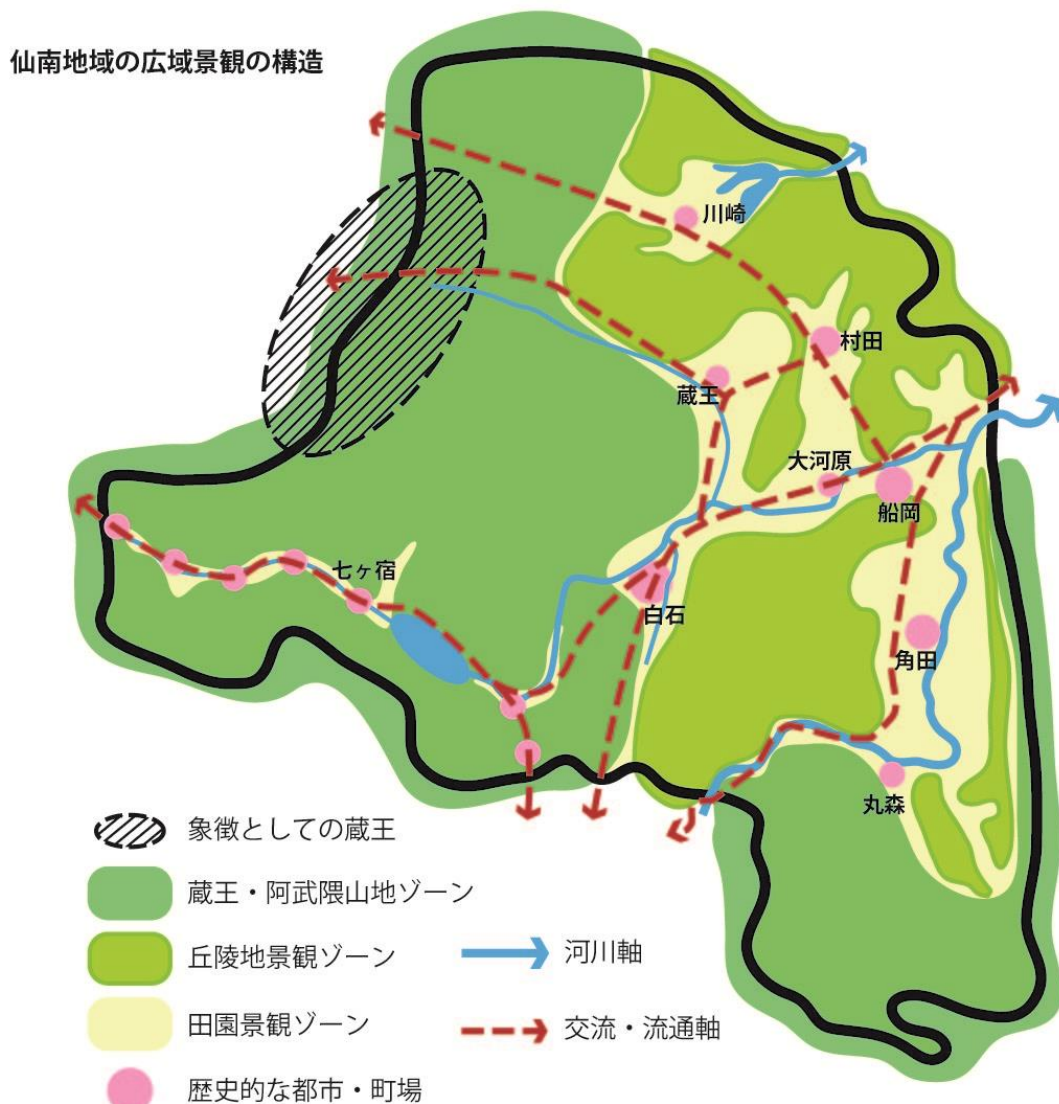 仙南地域の広域景観の構造
川崎
村田
蔵王
大河原
船岡
七ヶ宿
白石
角田
丸森
象徴としての蔵王
蔵王・阿武隈山地ゾーン
丘陵地景観ゾーン
田園景観ゾーン
歴史的な都市・町場
河川軸
交流・流通軸